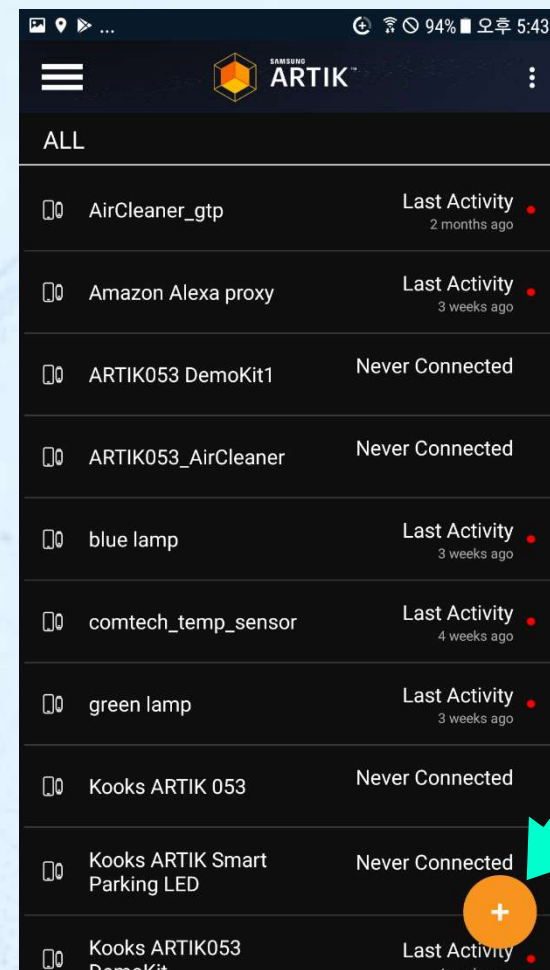 ... 94% 오후 5:43
SAMSUNG
ARTIK™
ALL
AirCleaner_gtp Last Activity
2 months ago
Amazon Alexa proxy Last Activity
3 weeks ago
ARTIK053 DemoKit1 Never Connected
ARTIK053_AirCleaner Never Connected
blue lamp Last Activity
3 weeks ago
comtech_temp_sensor Last Activity
4 weeks ago
green lamp Last Activity
3 weeks ago
Kooks ARTIK 053 Never Connected
Kooks ARTIK Smart Never Connected
Parking LED
+
Kooks ARTIK053 Last Activity
DemoKit